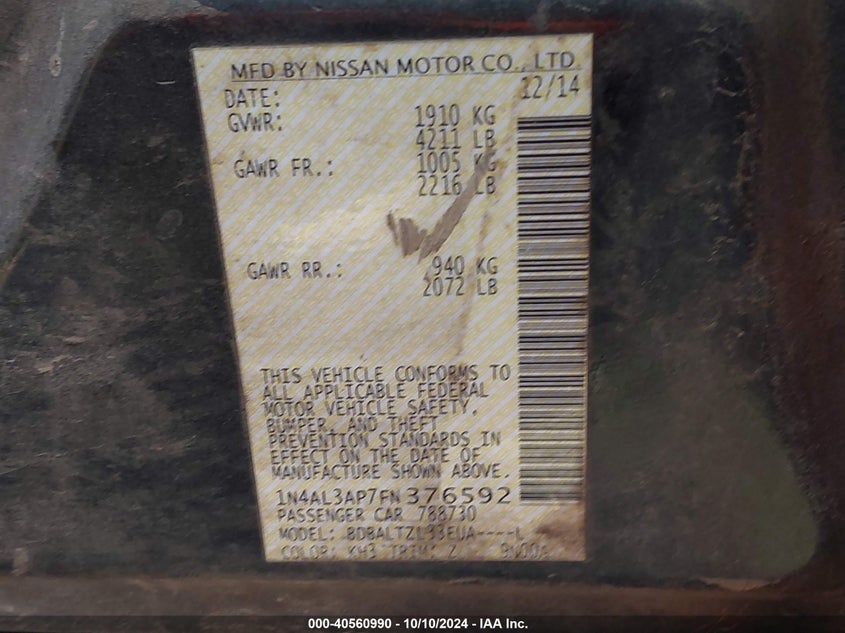 MFD BY NISSAN MOTOR CO., LTD.
DATE: 12/14
GVWR: 1910 KG
4211 LB
GAWR FR.: 1005 KG
2216 LB
GAWR RR.: 940 KG
2072 LB
THIS VEHICLE CONFORMS TO
ALL APPLICABLE FEDERAL
MOTOR VEHICLE SAFETY,
BUMPER, AND THEFT
PREVENTION STANDARDS IN
EFFECT ON THE DATE OF
MANUFACTURE SHOWN ABOVE.
1N4AL3AP7FN376592
PASSENGER CAR 788730
MODEL:
COLOR: KH3 TRIM: Z
000-40560990 - 10/10/2024 - IAA Inc.